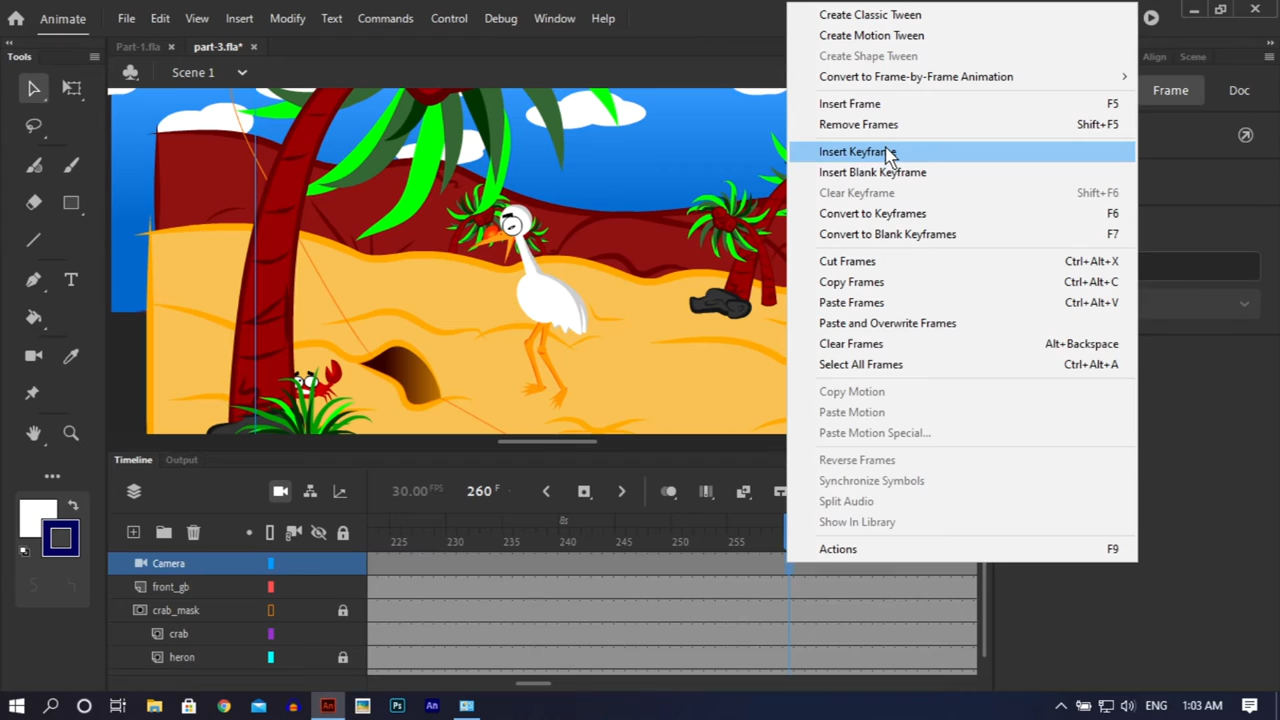 Animate File Edit View Insert Modify Text Commands Control Debug Window Help
Part-1.fla × part-3.fla* ×
Tools
Scene 1
Align Scene
Frame Doc
Create Classic Tween
Create Motion Tween
Create Shape Tween
Convert to Frame-by-Frame Animation
Insert Frame F5
Remove Frames Shift+F5
Insert Keyframe
Insert Blank Keyframe
Clear Keyframe Shift+F6
Convert to Keyframes F6
Convert to Blank Keyframes F7
Cut Frames Ctrl+Alt+X
Copy Frames Ctrl+Alt+C
Paste Frames Ctrl+Alt+V
Paste and Overwrite Frames
Clear Frames Alt+Backspace
Select All Frames Ctrl+Alt+A
Copy Motion
Paste Motion
Paste Motion Special...
Reverse Frames
Synchronize Symbols
Split Audio
Show In Library
Actions F9
Timeline Output
30.00 FPS 260 F
8s
225 230 235 240 245 250 255
Camera
front_gb
crab_mask
crab
heron
ENG 1:03 AM